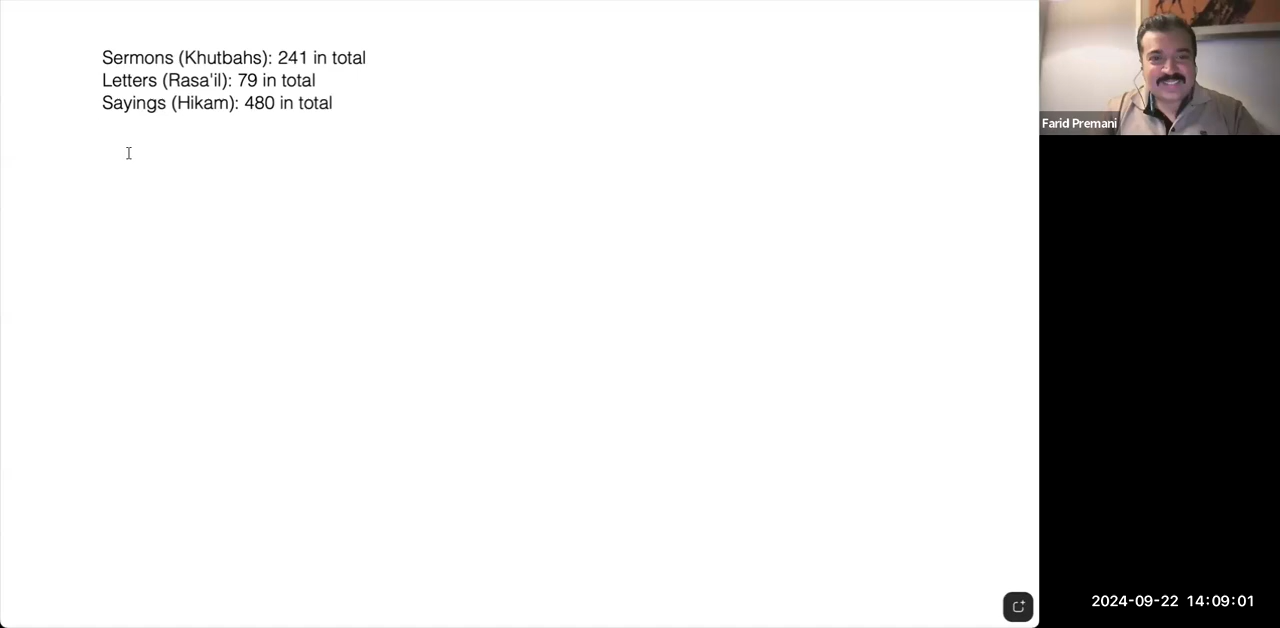 Sermons (Khutbahs): 241 in total
Letters (Rasa'il): 79 in total
Sayings (Hikam): 480 in total
Farid Premani
2024-09-22 14:09:01